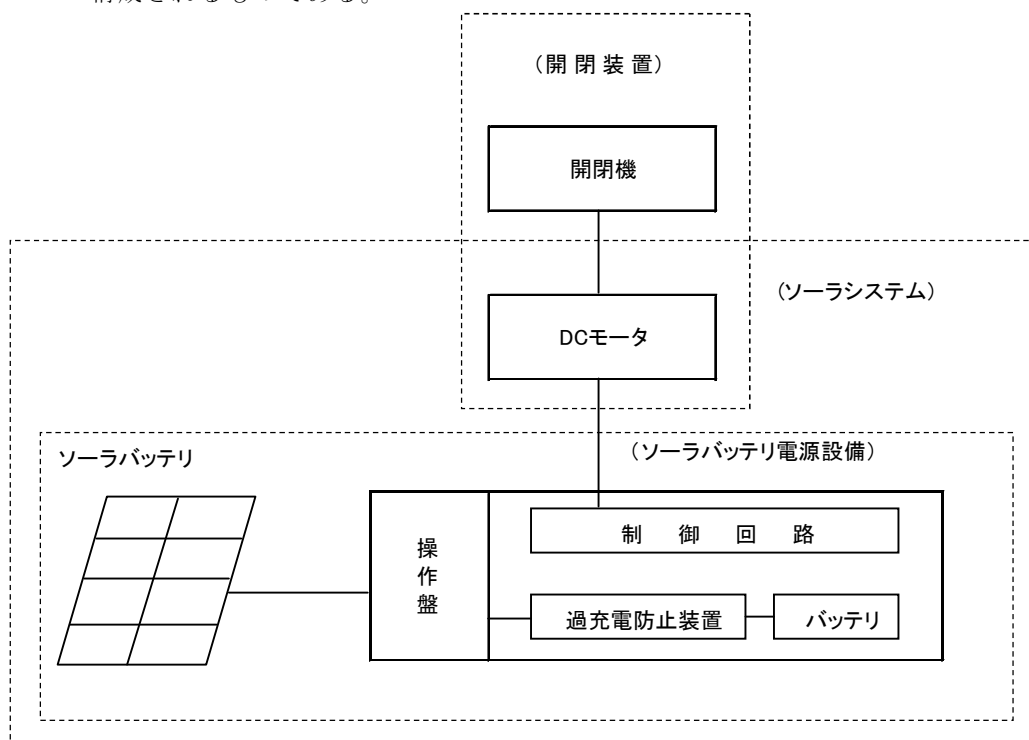 構成されるものである。
（開 閉 装 置）
開閉機
（ソーラシステム）
DCモータ
（ソーラバッテリ電源設備）
ソーラバッテリ
制 御 回 路
操
作
盤
過充電防止装置
バッテリ